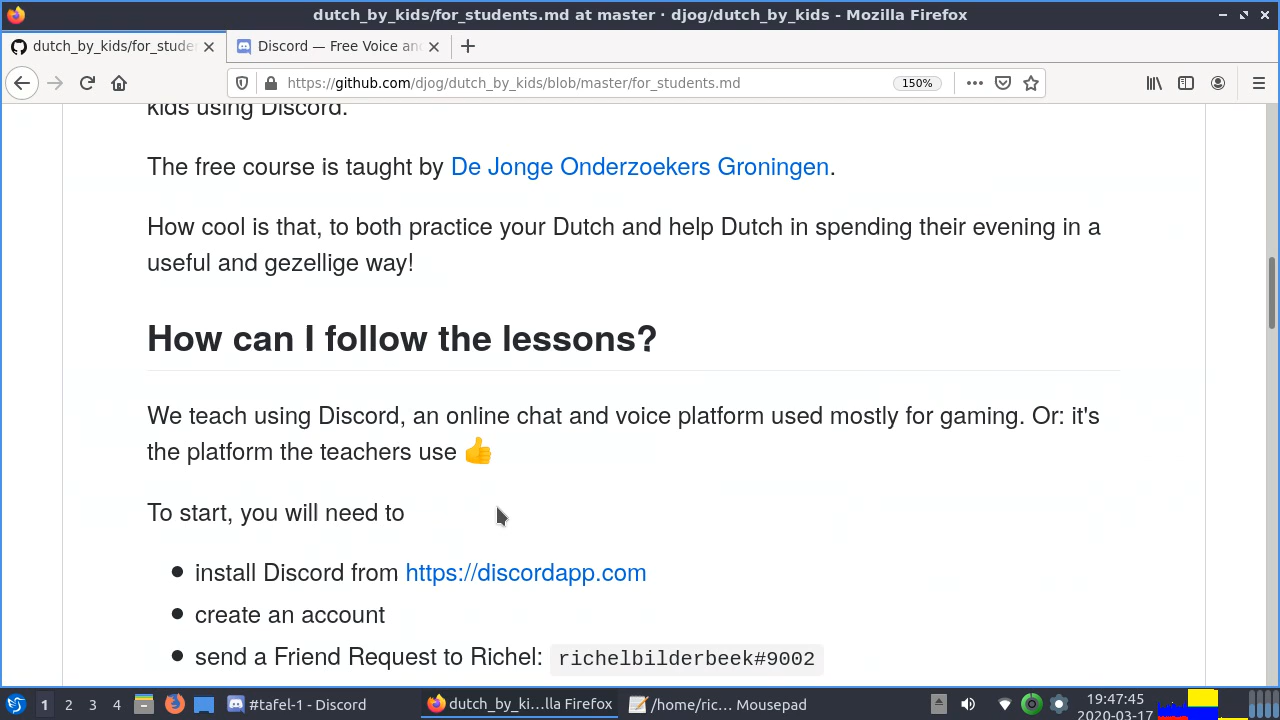 dutch_by_kids/for_students.md at master · djog/dutch_by_kids - Mozilla Firefox
dutch_by_kids/for_stude
Discord — Free Voice an
https://github.com/djog/dutch_by_kids/blob/master/for_students.md
150%
kids using Discord.
The free course is taught by De Jonge Onderzoekers Groningen.
How cool is that, to both practice your Dutch and help Dutch in spending their evening in a
useful and gezellige way!
How can I follow the lessons?
We teach using Discord, an online chat and voice platform used mostly for gaming. Or: it's
the platform the teachers use 👍
To start, you will need to
• install Discord from https://discordapp.com
• create an account
• send a Friend Request to Richel: richelbilderbeek#9002
1 2 3 4
#tafel-1 - Discord
dutch_by_ki...lla Firefox
/home/ric... Mousepad
19:47:45
2020-03-17